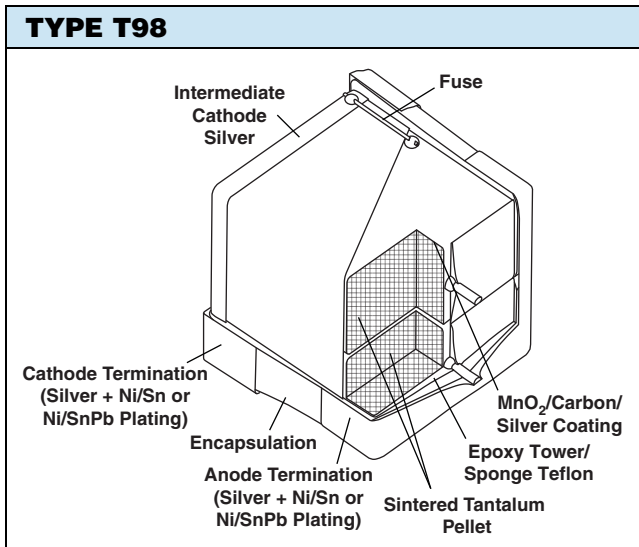 TYPE T98
Fuse
Intermediate
Cathode
Silver
Cathode Termination
(Silver + Ni/Sn or
Ni/SnPb Plating)
Encapsulation
Anode Termination
(Silver + Ni/Sn or
Ni/SnPb Plating)
MnO₂/Carbon/
Silver Coating
Epoxy Tower/
Sponge Teflon
Sintered Tantalum
Pellet